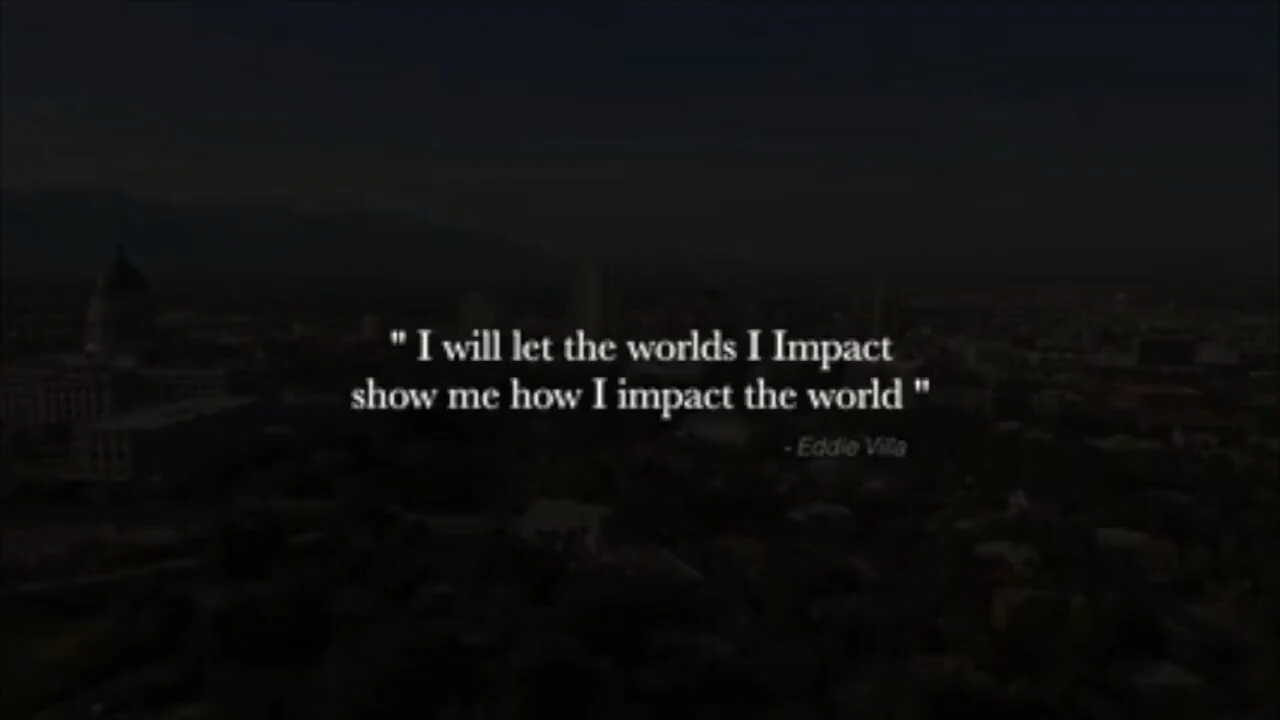 " I will let the worlds I Impact
show me how I impact the world "
- Eddie Villa